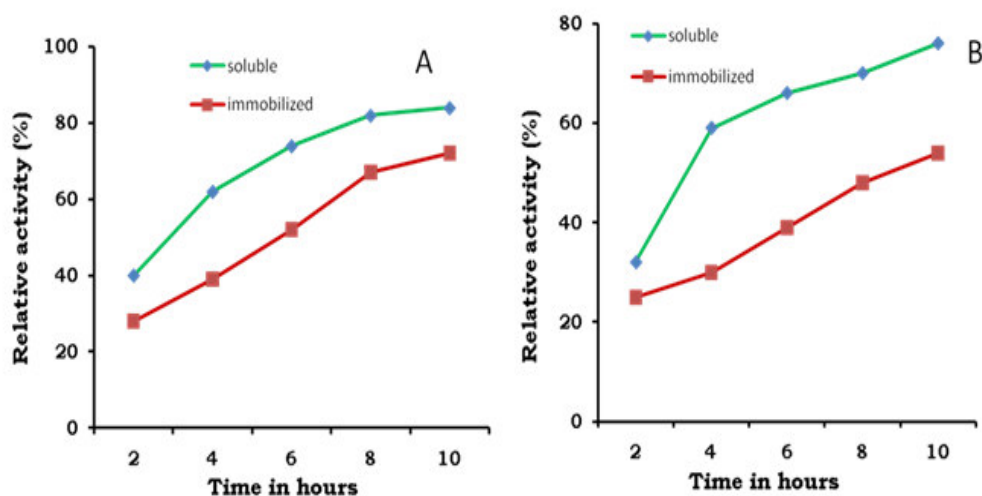 A
soluble
immobilized
Relative activity (%)
100
80
60
40
20
0
2 4 6 8 10
Time in hours
B
soluble
immobilized
Relative activity (%)
80
60
40
20
0
2 4 6 8 10
Time in hours